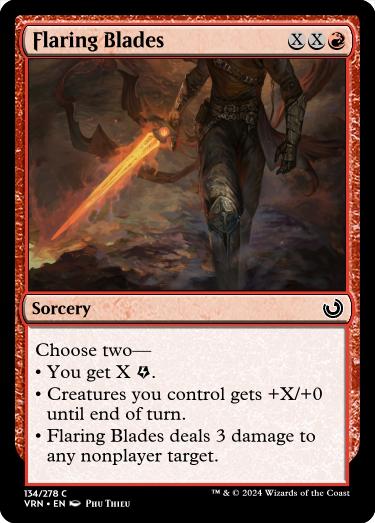 Flaring Blades XXR
Sorcery
Choose two—
• You get X .
• Creatures you control gets +X/+0
until end of turn.
• Flaring Blades deals 3 damage to
any nonplayer target.
134/278 C
VRN • EN Phu Thieu
™ & © 2024 Wizards of the Coast